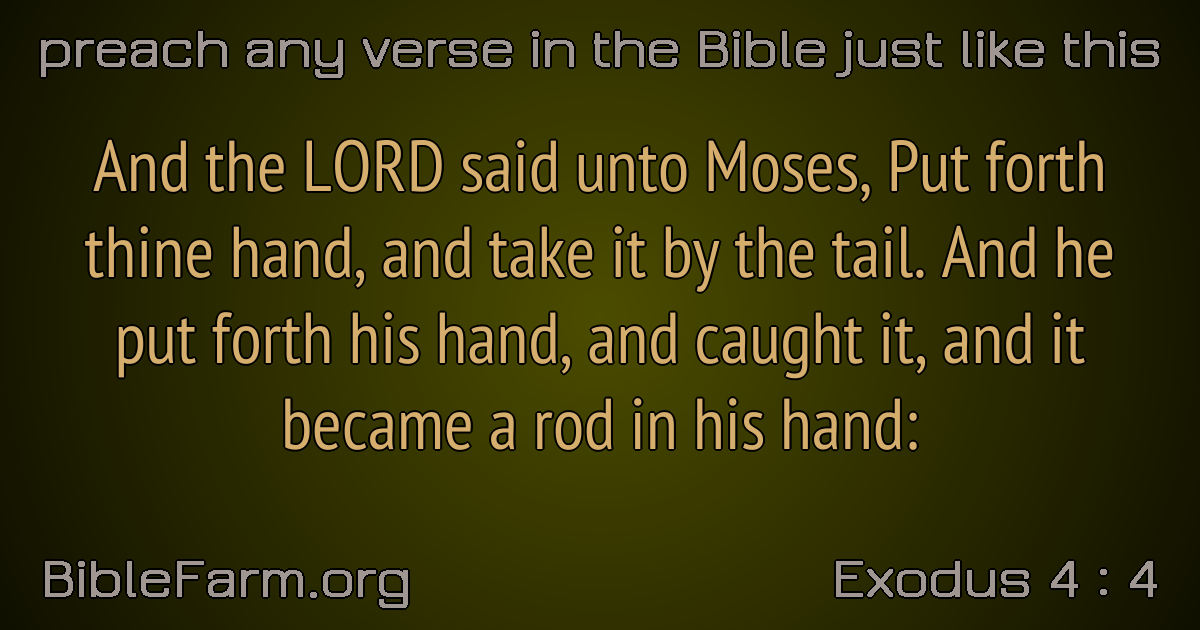 preach any verse in the Bible just like this
And the LORD said unto Moses, Put forth
thine hand, and take it by the tail. And he
put forth his hand, and caught it, and it
became a rod in his hand:
BibleFarm.org
Exodus 4 : 4